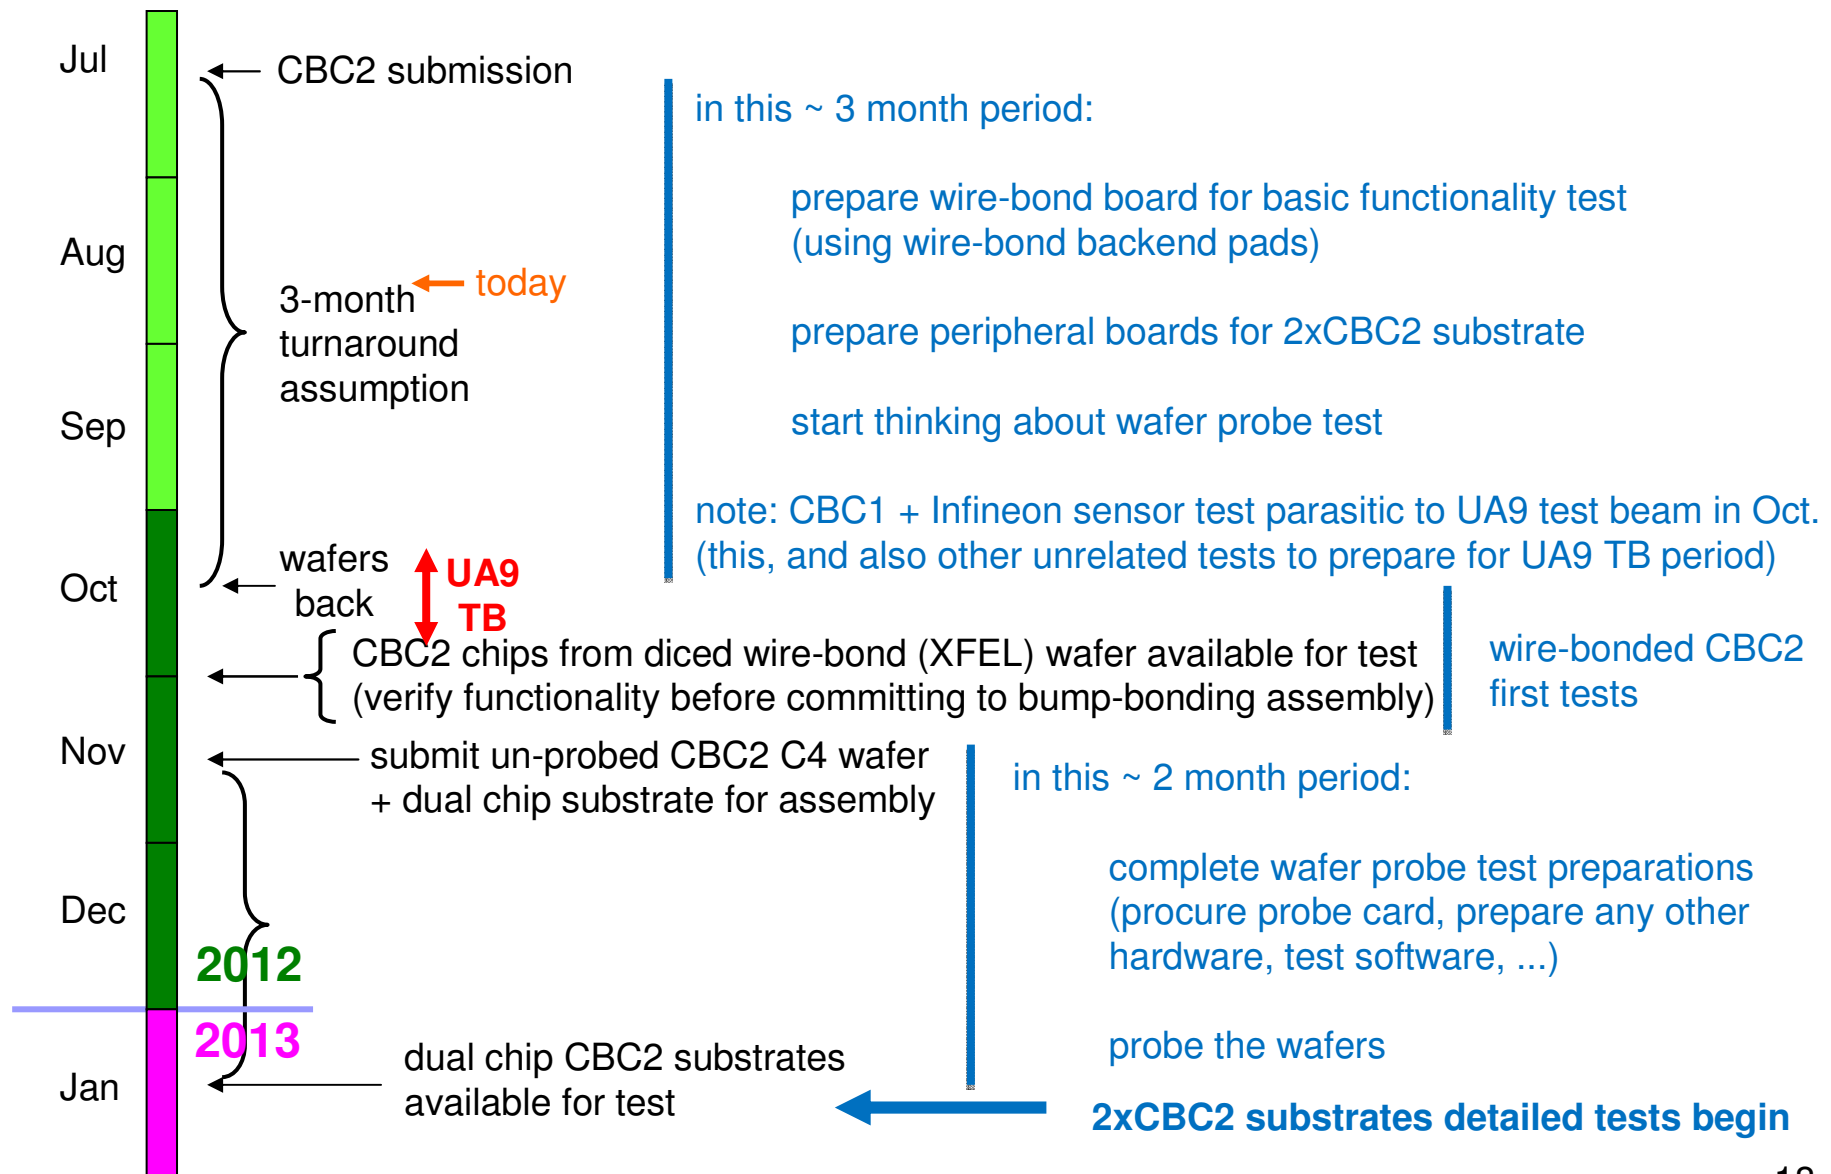 Jul
CBC2 submission
in this ~ 3 month period:
prepare wire-bond board for basic functionality test
(using wire-bond backend pads)
Aug
today
3-month
turnaround
assumption
prepare peripheral boards for 2xCBC2 substrate
start thinking about wafer probe test
Sep
note: CBC1 + Infineon sensor test parasitic to UA9 test beam in Oct.
(this, and also other unrelated tests to prepare for UA9 TB period)
Oct
wafers
back
UA9
TB
CBC2 chips from diced wire-bond (XFEL) wafer available for test
(verify functionality before committing to bump-bonding assembly)
wire-bonded CBC2
first tests
Nov
submit un-probed CBC2 C4 wafer
+ dual chip substrate for assembly
in this ~ 2 month period:
complete wafer probe test preparations
(procure probe card, prepare any other
hardware, test software, ...)
Dec
2012
2013
probe the wafers
Jan
dual chip CBC2 substrates
available for test
2xCBC2 substrates detailed tests begin